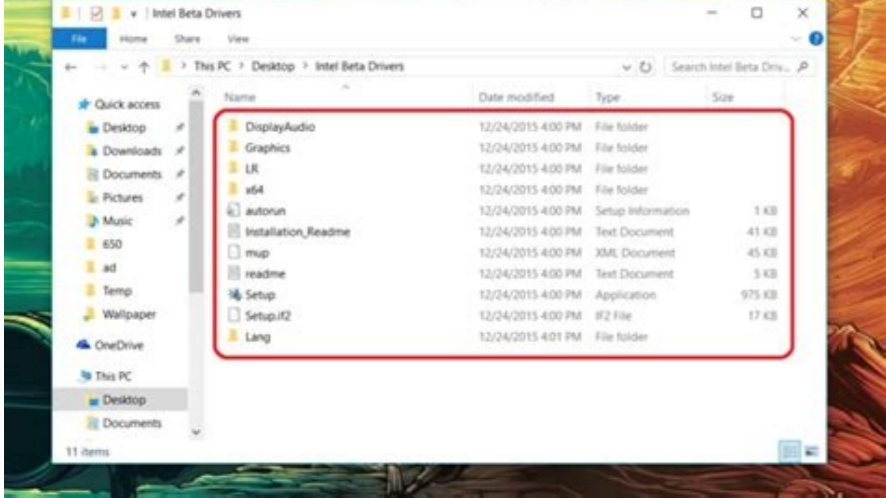 Intel Beta Drivers
File Home Share View
This PC Desktop Intel Beta Drivers Search Intel Beta Driv...
Name Date modified Type Size
Quick access
Desktop
Downloads
Documents
Pictures
Music
650
ad
Temp
Wallpaper
OneDrive
This PC
Desktop
Documents
DisplayAudio 12/24/2015 4:00 PM File folder
Graphics 12/24/2015 4:00 PM File folder
LR 12/24/2015 4:00 PM File folder
x64 12/24/2015 4:00 PM File folder
autorun 12/24/2015 4:00 PM Setup Information 1 KB
Installation_Readme 12/24/2015 4:00 PM Text Document 41 KB
mup 12/24/2015 4:00 PM XML Document 45 KB
readme 12/24/2015 4:00 PM Text Document 5 KB
Setup 12/24/2015 4:00 PM Application 975 KB
Setup.if2 12/24/2015 4:00 PM IF2 File 17 KB
Lang 12/24/2015 4:01 PM File folder
11 items